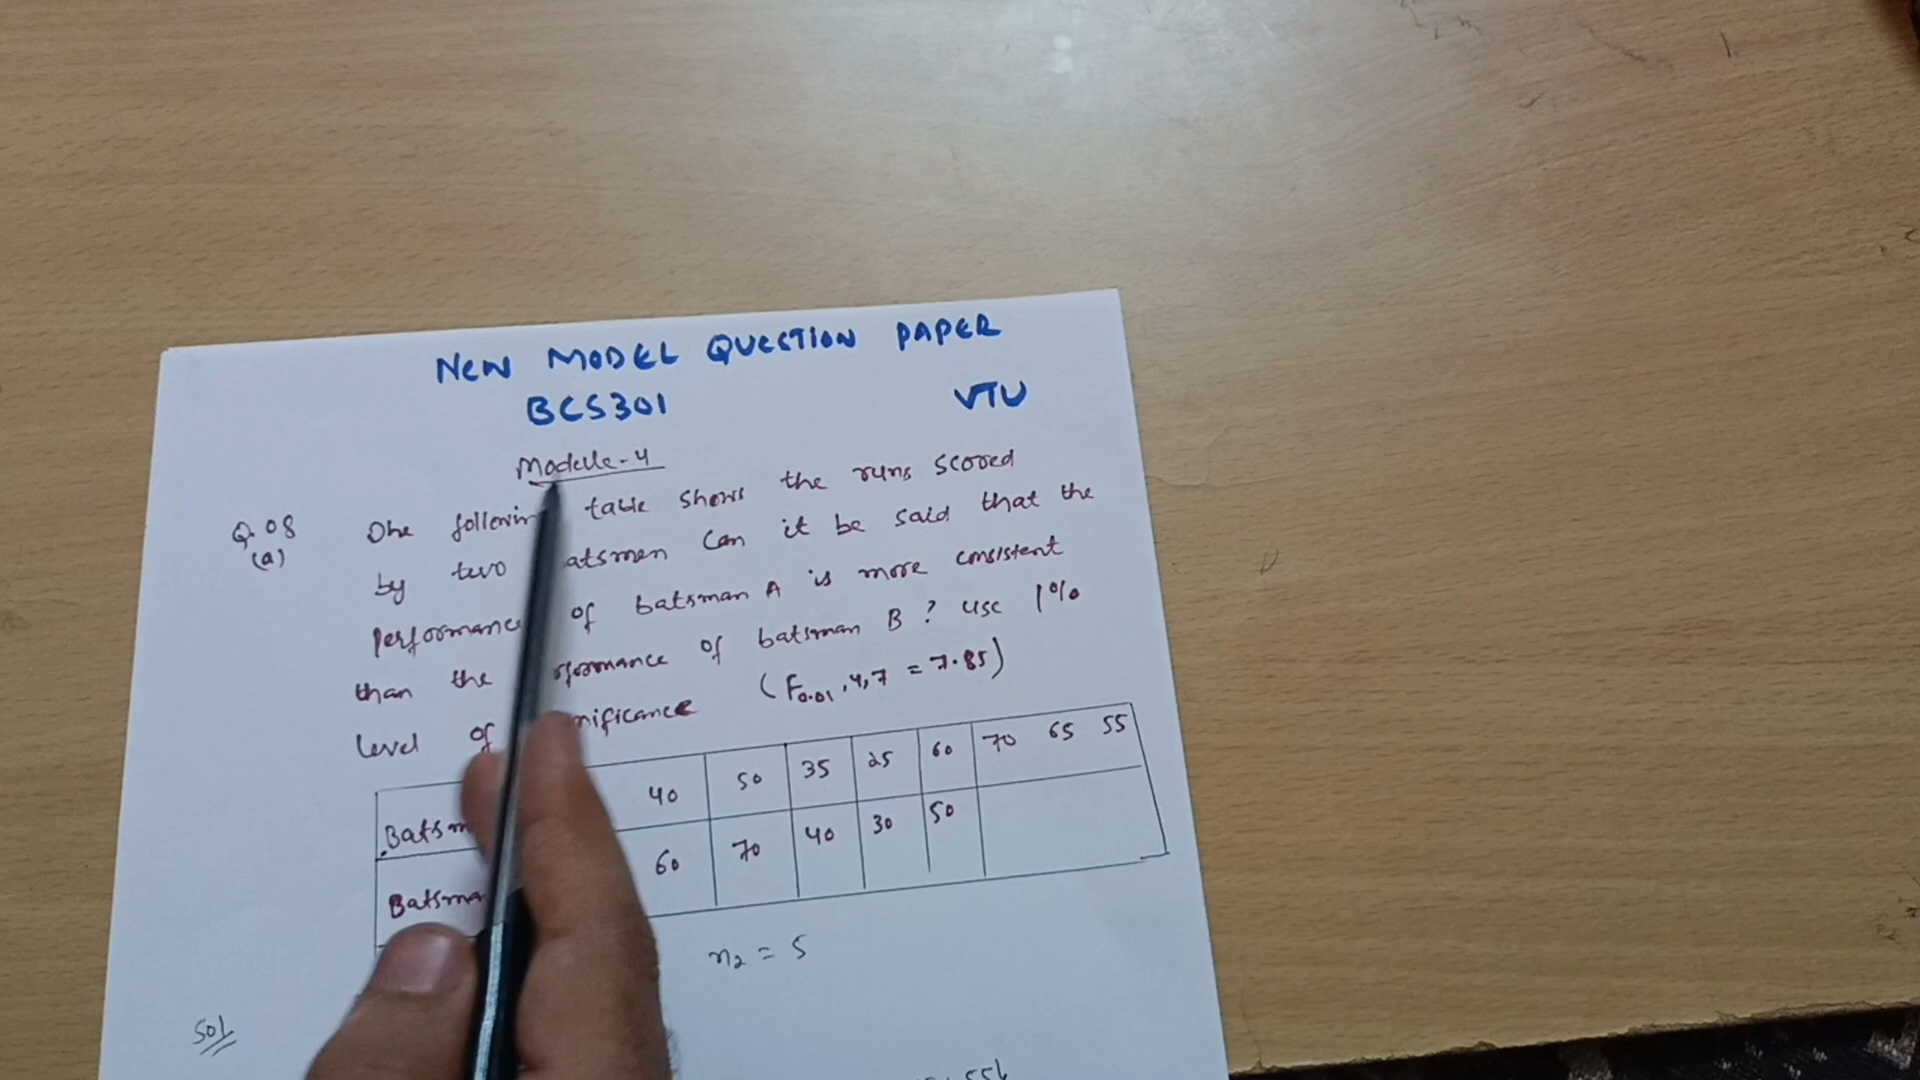 NEW MODEL QUESTION PAPER
BCS301 VTU
Module-4
Q.08 The followin table shows the runs scored
(a) by two atsmen can it be said that the
performance of batsman A is more consistent
than the rformance of batsman B? use 1%
level of nificance (F0.01,4,7 = 7.85)
Batsm 40 50 35 25 60 70 65 55
Batsma 60 70 40 30 50
n2 = 5
Sol